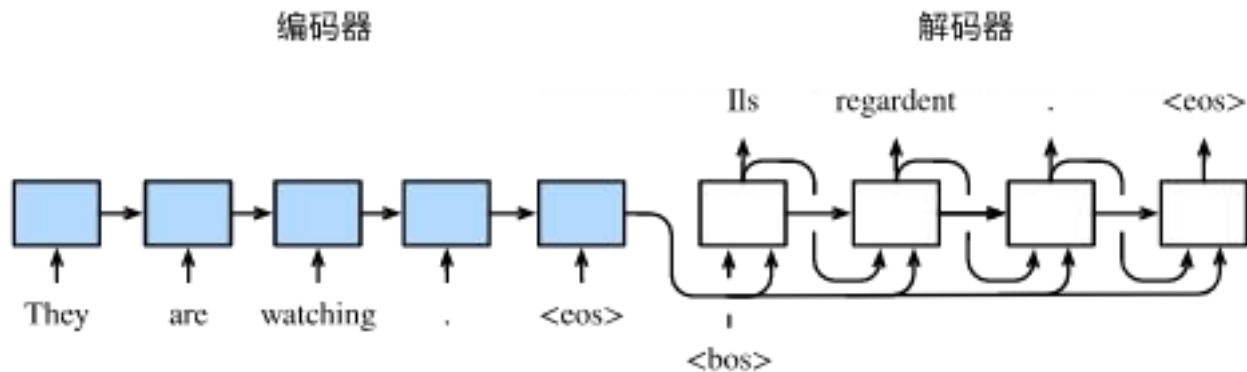 编码器 解码器
Ils regardent . <eos>
They are watching . <eos>
<bos>